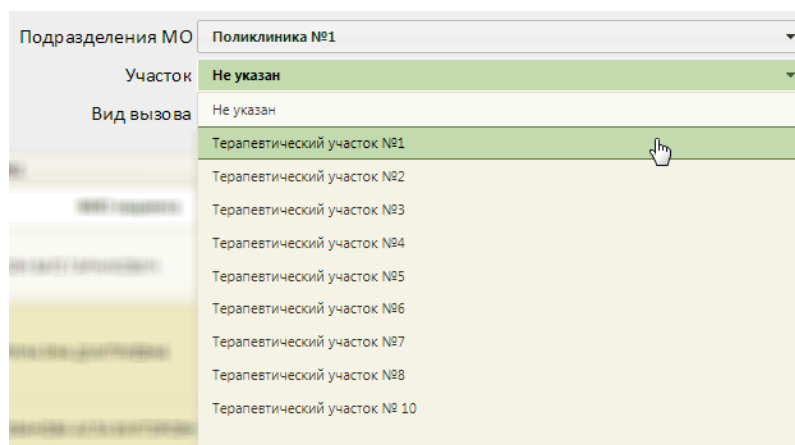 Подразделения МО Поликлиника №1
Участок Не указан
Вид вызова Не указан
Терапевтический участок №1
Терапевтический участок №2
Терапевтический участок №3
Терапевтический участок №4
Терапевтический участок №5
Терапевтический участок №6
Терапевтический участок №7
Терапевтический участок №8
Терапевтический участок № 10